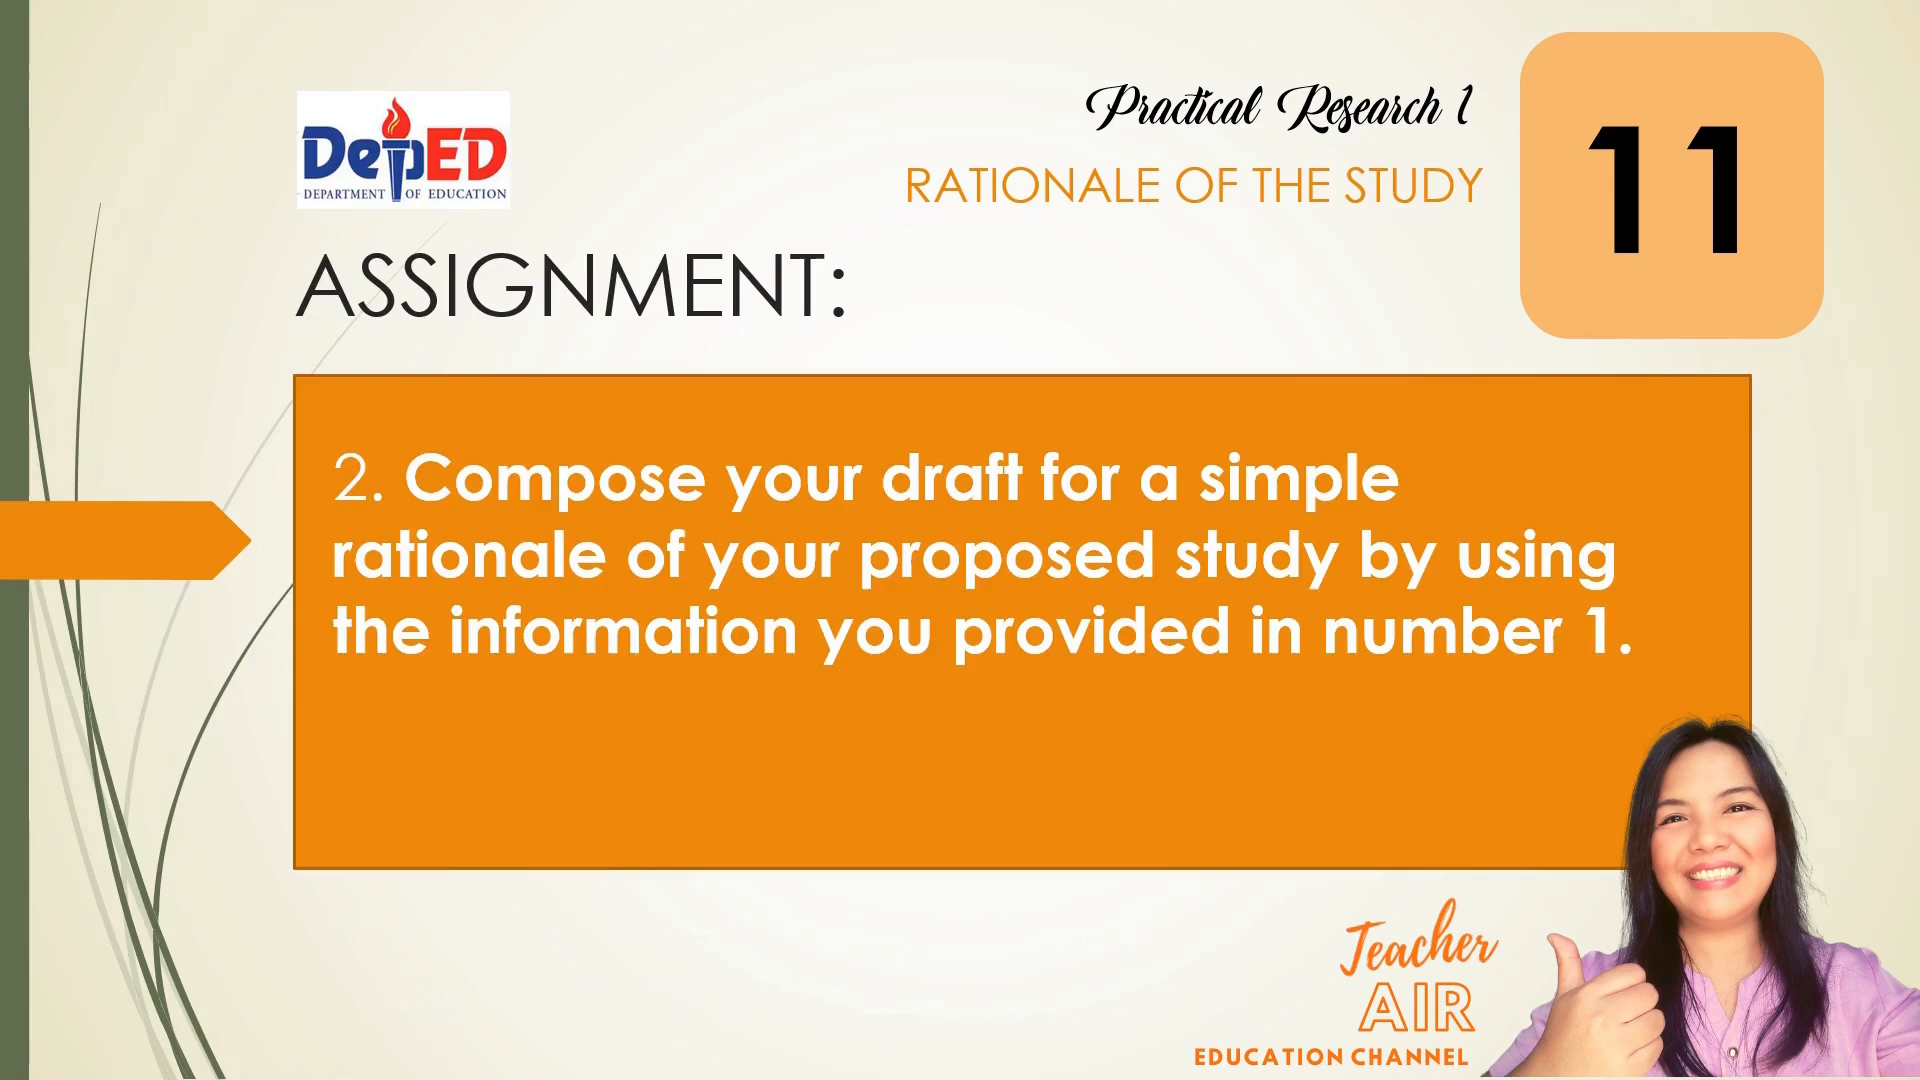 DepED
DEPARTMENT OF EDUCATION
Practical Research 1
RATIONALE OF THE STUDY
11
ASSIGNMENT:
2. Compose your draft for a simple
rationale of your proposed study by using
the information you provided in number 1.
Teacher
AIR
EDUCATION CHANNEL